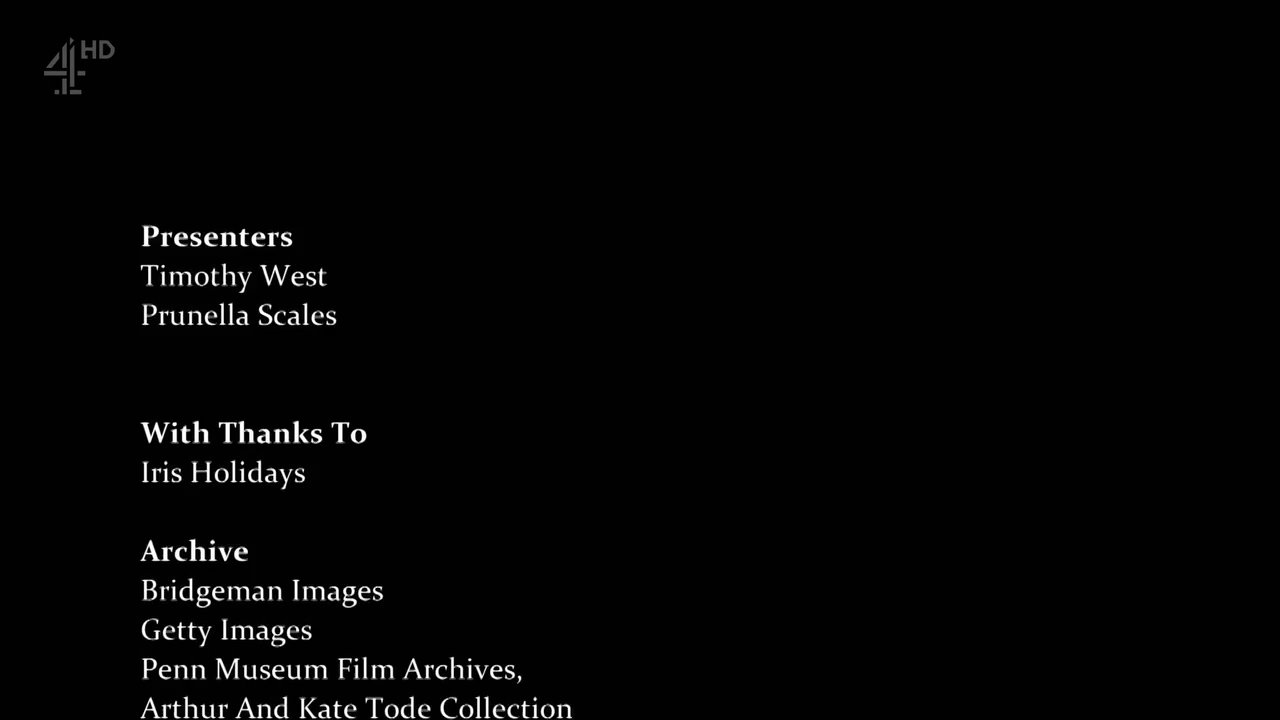 4HD
Presenters
Timothy West
Prunella Scales
With Thanks To
Iris Holidays
Archive
Bridgeman Images
Getty Images
Penn Museum Film Archives,
Arthur And Kate Tode Collection